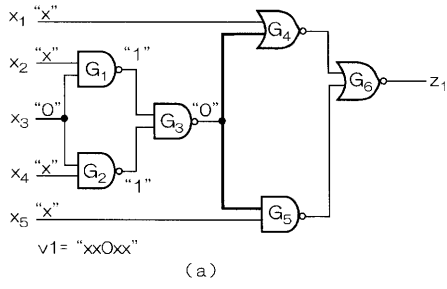 x1 "x"
G4
x2 "x"
G1
"1"
G6
z1
x3 "0"
G3
"0"
x4 "x"
G2
"1"
x5 "x"
G5
v1= "xx0xx"
(a)